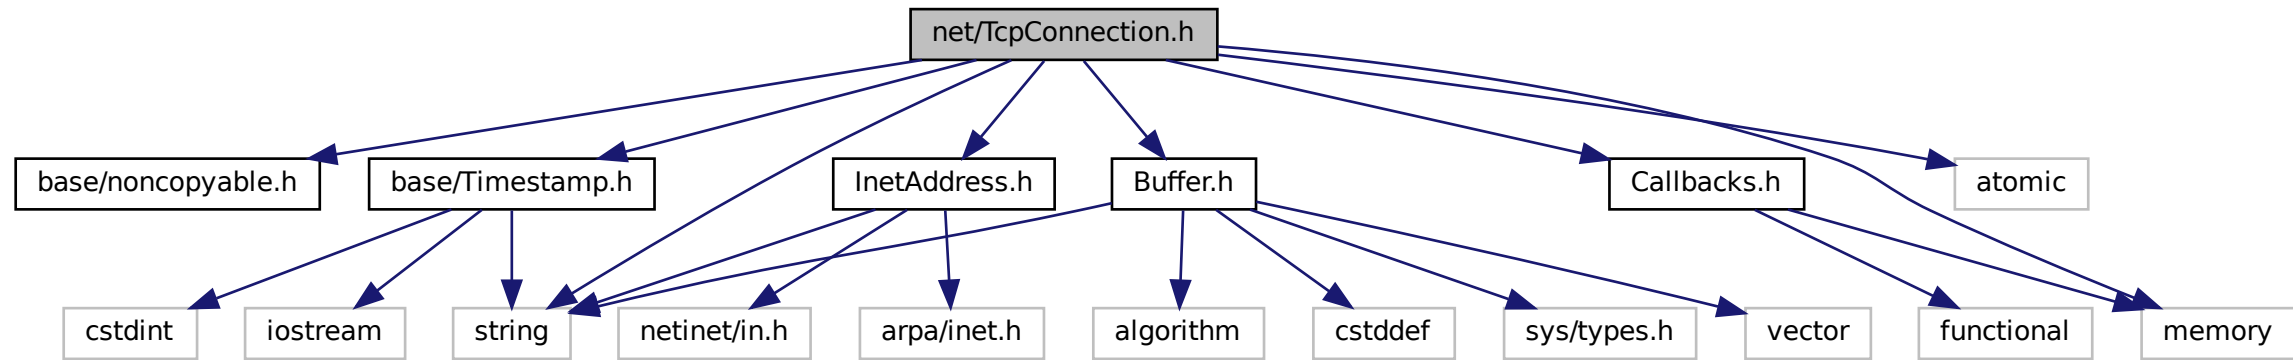 net/TcpConnection.h
base/noncopyable.h
base/Timestamp.h
InetAddress.h
Buffer.h
Callbacks.h
atomic
cstdint
iostream
string
netinet/in.h
arpa/inet.h
algorithm
cstddef
sys/types.h
vector
functional
memory